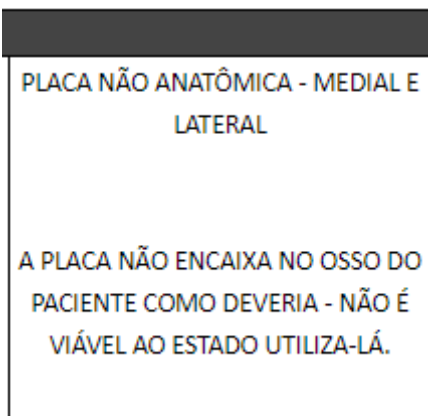 PLACA NÃO ANATÔMICA - MEDIAL E
LATERAL
A PLACA NÃO ENCAIXA NO OSSO DO
PACIENTE COMO DEVERIA - NÃO É
VIÁVEL AO ESTADO UTILIZA-LÁ.